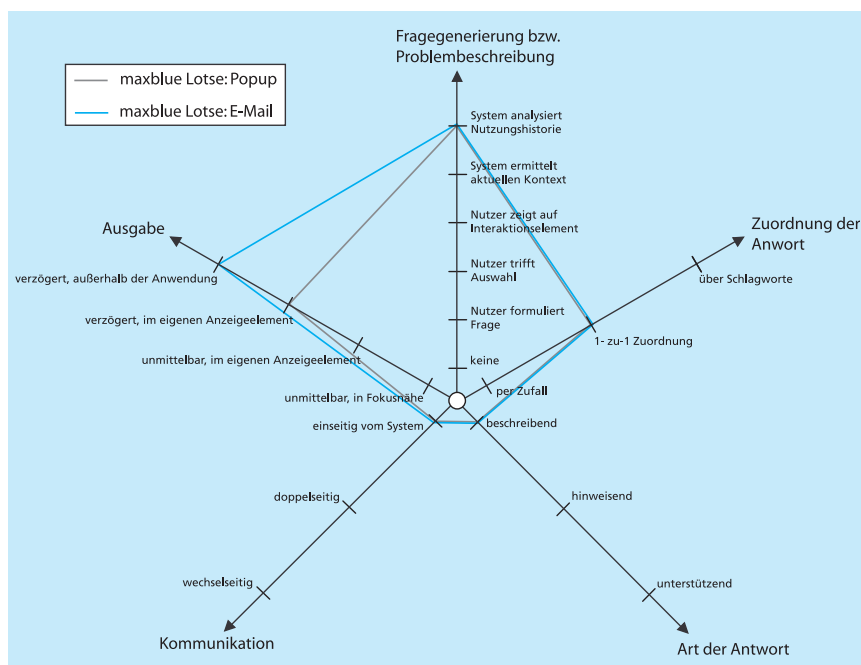 Fragegenerierung bzw.
Problembeschreibung
maxblue Lotse: Popup
maxblue Lotse: E-Mail
System analysiert
Nutzungshistorie
System ermittelt
aktuellen Kontext
Nutzer zeigt auf
Interaktionselement
Nutzer trifft
Auswahl
Nutzer formuliert
Frage
keine
Zuordnung der
Anwort
über Schlagworte
1- zu-1 Zuordnung
per Zufall
Ausgabe
verzögert, außerhalb der Anwendung
verzögert, im eigenen Anzeigeelement
unmittelbar, im eigenen Anzeigeelement
unmittelbar, in Fokusnähe
einseitig vom System
doppelseitig
wechselseitig
Kommunikation
beschreibend
hinweisend
unterstützend
Art der Antwort